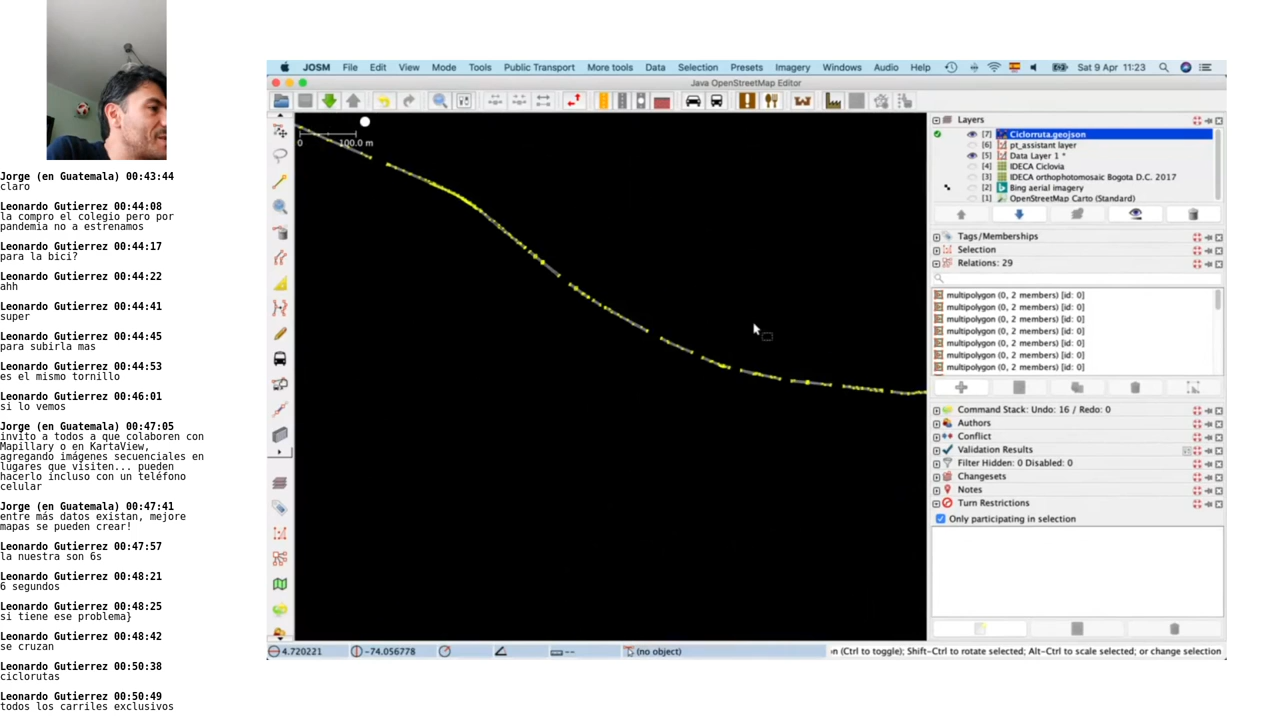 Jorge (en Guatemala) 00:43:44
claro
Leonardo Gutierrez 00:44:08
la compro el colegio pero por
pandemia no a estrenamos
Leonardo Gutierrez 00:44:17
para la bici?
Leonardo Gutierrez 00:44:22
ahh
Leonardo Gutierrez 00:44:41
super
Leonardo Gutierrez 00:44:45
para subirla mas
Leonardo Gutierrez 00:44:53
es el mismo tornillo
Leonardo Gutierrez 00:46:01
si lo vemos
Jorge (en Guatemala) 00:47:05
invito a todos a que colaboren con
Mapillary o en KartaView,
agregando imágenes secuenciales en
lugares que visiten... pueden
hacerlo incluso con un teléfono
celular
Jorge (en Guatemala) 00:47:41
entre más datos existan, mejore
mapas se pueden crear!
Leonardo Gutierrez 00:47:57
la nuestra son 6s
Leonardo Gutierrez 00:48:21
6 segundos
Leonardo Gutierrez 00:48:25
si tiene ese problema}
Leonardo Gutierrez 00:48:42
se cruzan
Leonardo Gutierrez 00:50:38
ciclorutas
Leonardo Gutierrez 00:50:49
todos los carriles exclusivos
JOSM File Edit View Mode Tools Public Transport More tools Data Selection Presets Imagery Windows Audio Help Sat 9 Apr 11:23
Java OpenStreetMap Editor
0 100.0 m
Layers
[7] Ciclorruta.geojson
[6] pt_assistant layer
[5] Data Layer 1 *
[4] IDECA Ciclovia
[3] IDECA orthophotomosaic Bogota D.C. 2017
[2] Bing aerial imagery
[1] OpenStreetMap Carto (Standard)
Tags/Memberships
Selection
Relations: 29
multipolygon (0, 2 members) [id: 0]
multipolygon (0, 2 members) [id: 0]
multipolygon (0, 2 members) [id: 0]
multipolygon (0, 2 members) [id: 0]
multipolygon (0, 2 members) [id: 0]
multipolygon (0, 2 members) [id: 0]
multipolygon (0, 2 members) [id: 0]
Command Stack: Undo: 16 / Redo: 0
Authors
Conflict
Validation Results
Filter Hidden: 0 Disabled: 0
Changesets
Notes
Turn Restrictions
Only participating in selection
4.720221 -74.056778 -- (no object) n (Ctrl to toggle); Shift-Ctrl to rotate selected; Alt-Ctrl to scale selected; or change selection